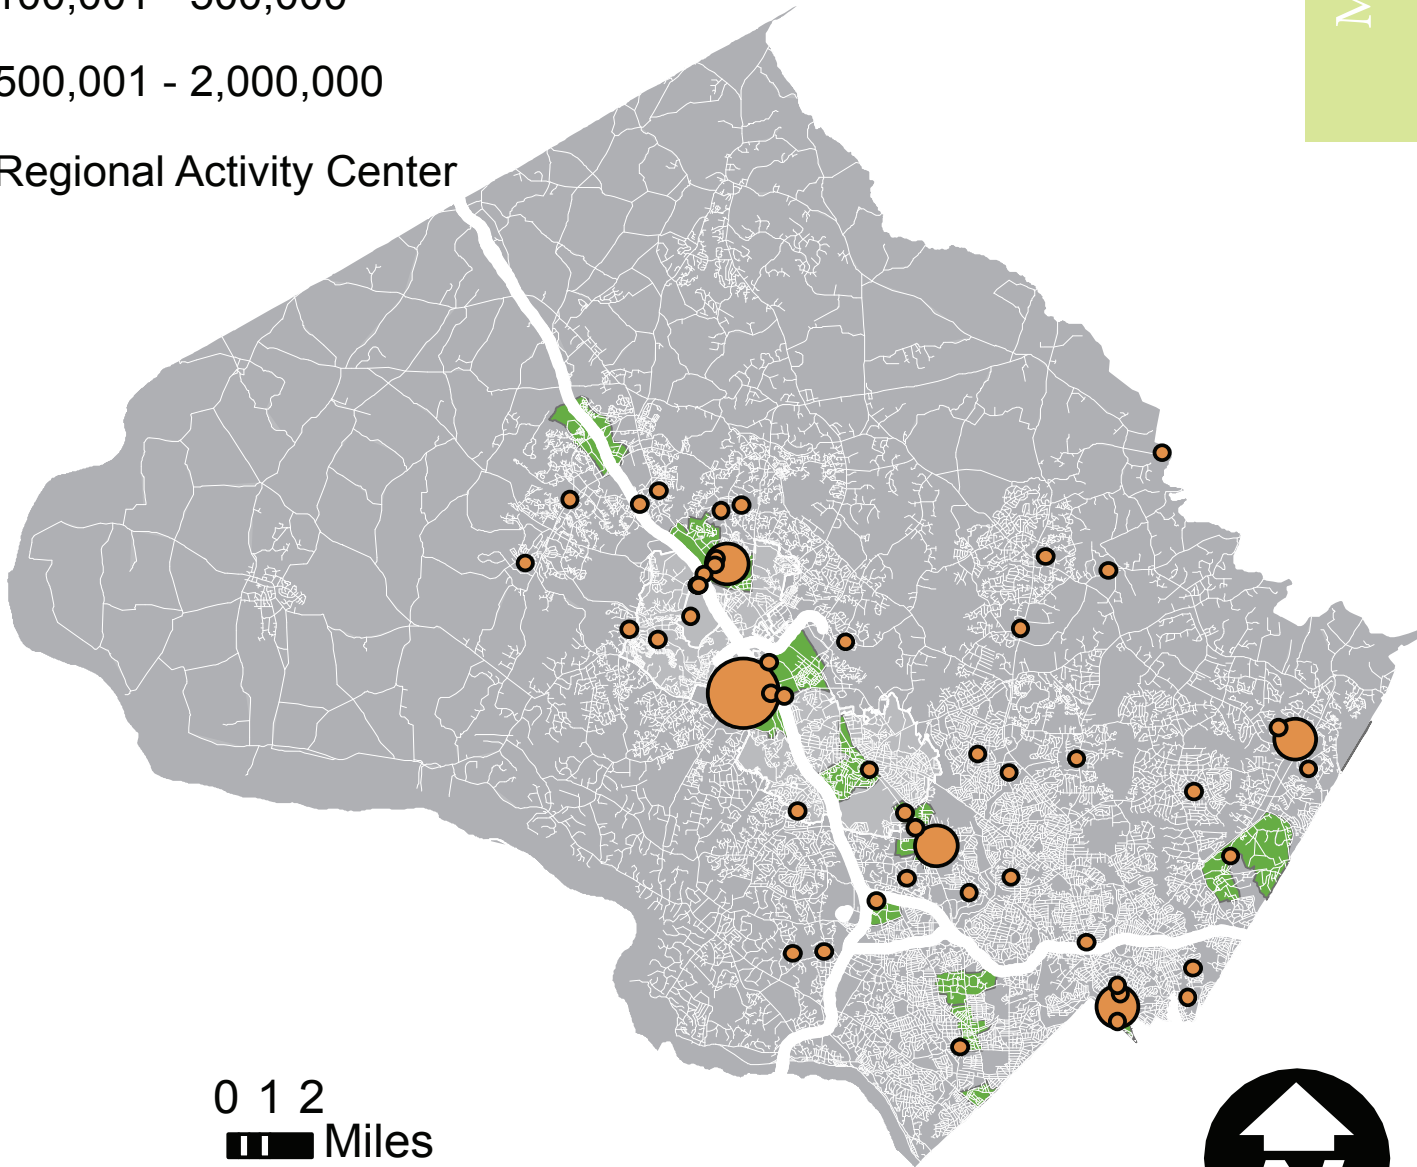 500,001 - 2,000,000
Regional Activity Center
M
0 1 2
Miles